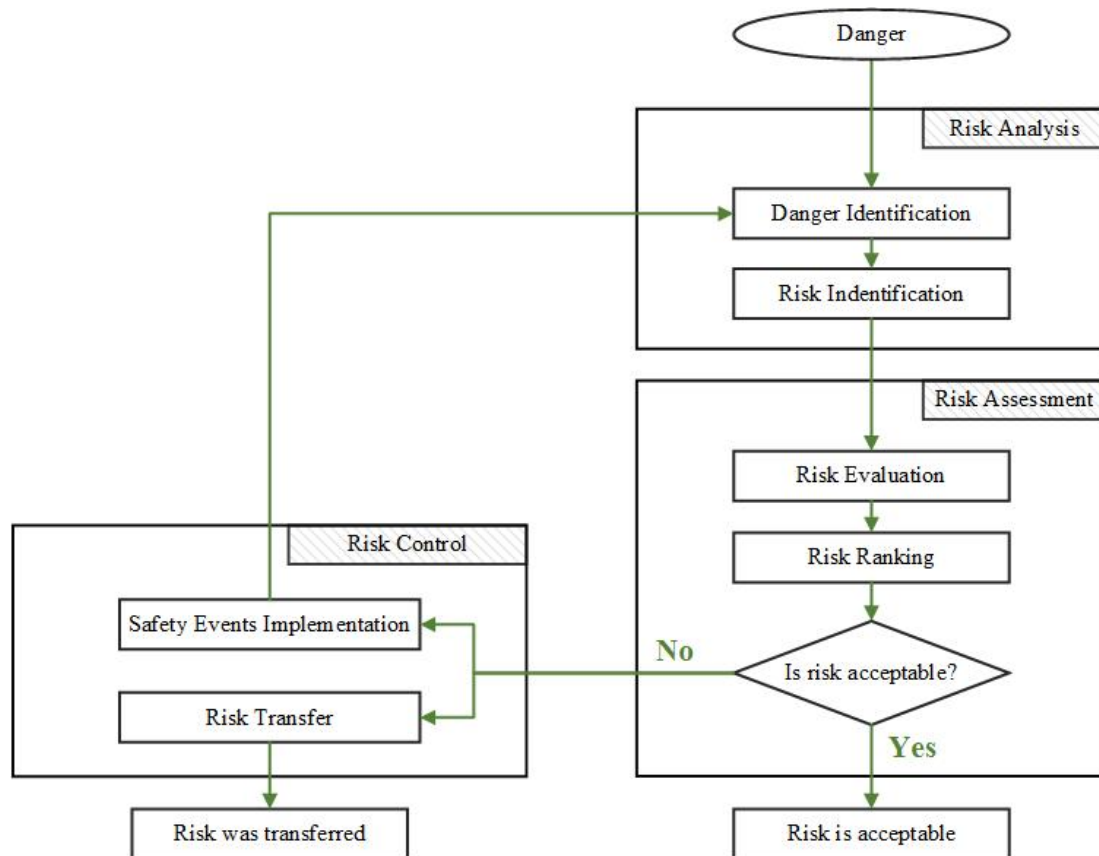 Danger
Risk Analysis
Danger Identification
Risk Indentification
Risk Assessment
Risk Evaluation
Risk Control
Risk Ranking
Safety Events Implementation
No
Is risk acceptable?
Risk Transfer
Yes
Risk was transferred
Risk is acceptable